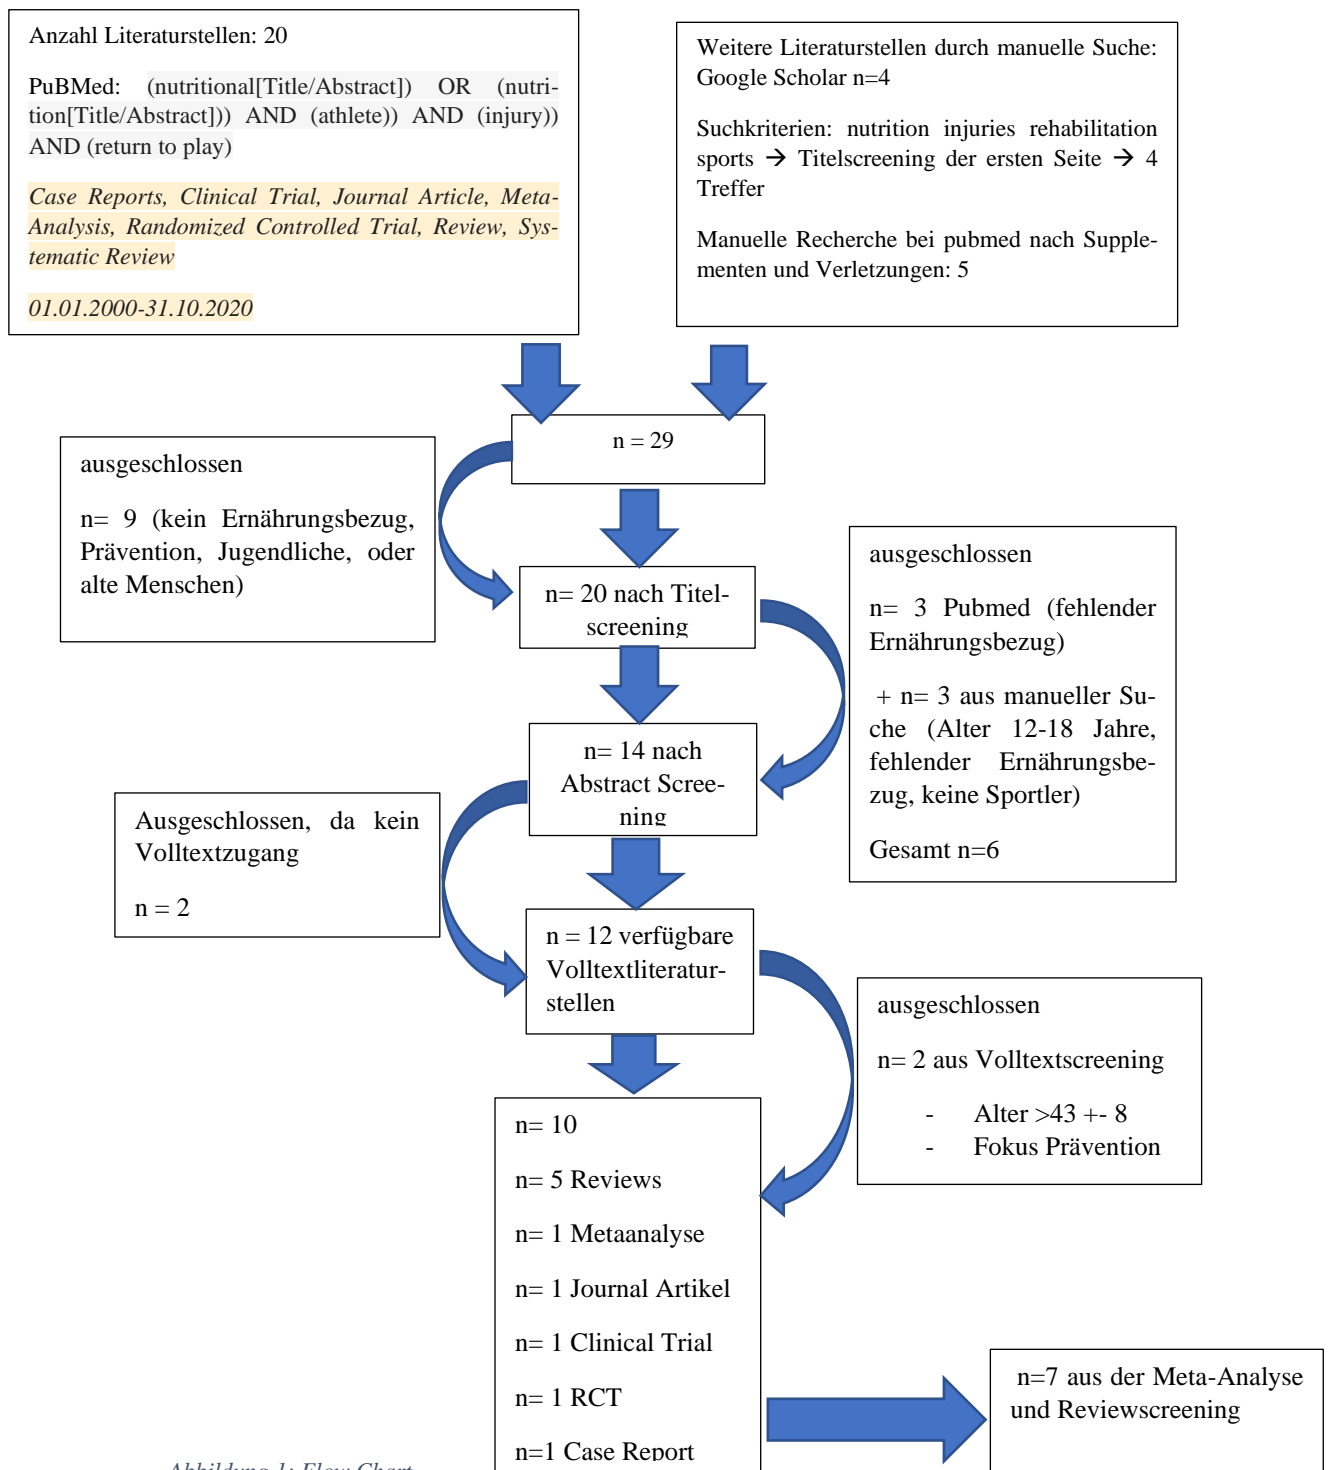 Anzahl Literaturstellen: 20
PuBMed: (nutritional[Title/Abstract]) OR (nutri-
tion[Title/Abstract])) AND (athlete)) AND (injury))
AND (return to play)
Case Reports, Clinical Trial, Journal Article, Meta-
Analysis, Randomized Controlled Trial, Review, Sys-
tematic Review
01.01.2000-31.10.2020
Weitere Literaturstellen durch manuelle Suche:
Google Scholar n=4
Suchkriterien: nutrition injuries rehabilitation
sports → Titelscreening der ersten Seite → 4
Treffer
Manuelle Recherche bei pubmed nach Supple-
menten und Verletzungen: 5
n = 29
ausgeschlossen
n= 9 (kein Ernährungsbezug,
Prävention, Jugendliche, oder
alte Menschen)
n= 20 nach Titel-
screening
ausgeschlossen
n= 3 Pubmed (fehlender
Ernährungsbezug)
+ n= 3 aus manueller Su-
che (Alter 12-18 Jahre,
fehlender Ernährungsbe-
zug, keine Sportler)
Gesamt n=6
n= 14 nach
Abstract Scree-
ning
Ausgeschlossen, da kein
Volltextzugang
n = 2
n = 12 verfügbare
Volltextliteratur-
stellen
ausgeschlossen
n= 2 aus Volltextscreening
- Alter >43 +- 8
- Fokus Prävention
n= 10
n= 5 Reviews
n= 1 Metaanalyse
n= 1 Journal Artikel
n= 1 Clinical Trial
n= 1 RCT
n=1 Case Report
n=7 aus der Meta-Analyse
und Reviewscreening
Abbildung 1: Flow Chart